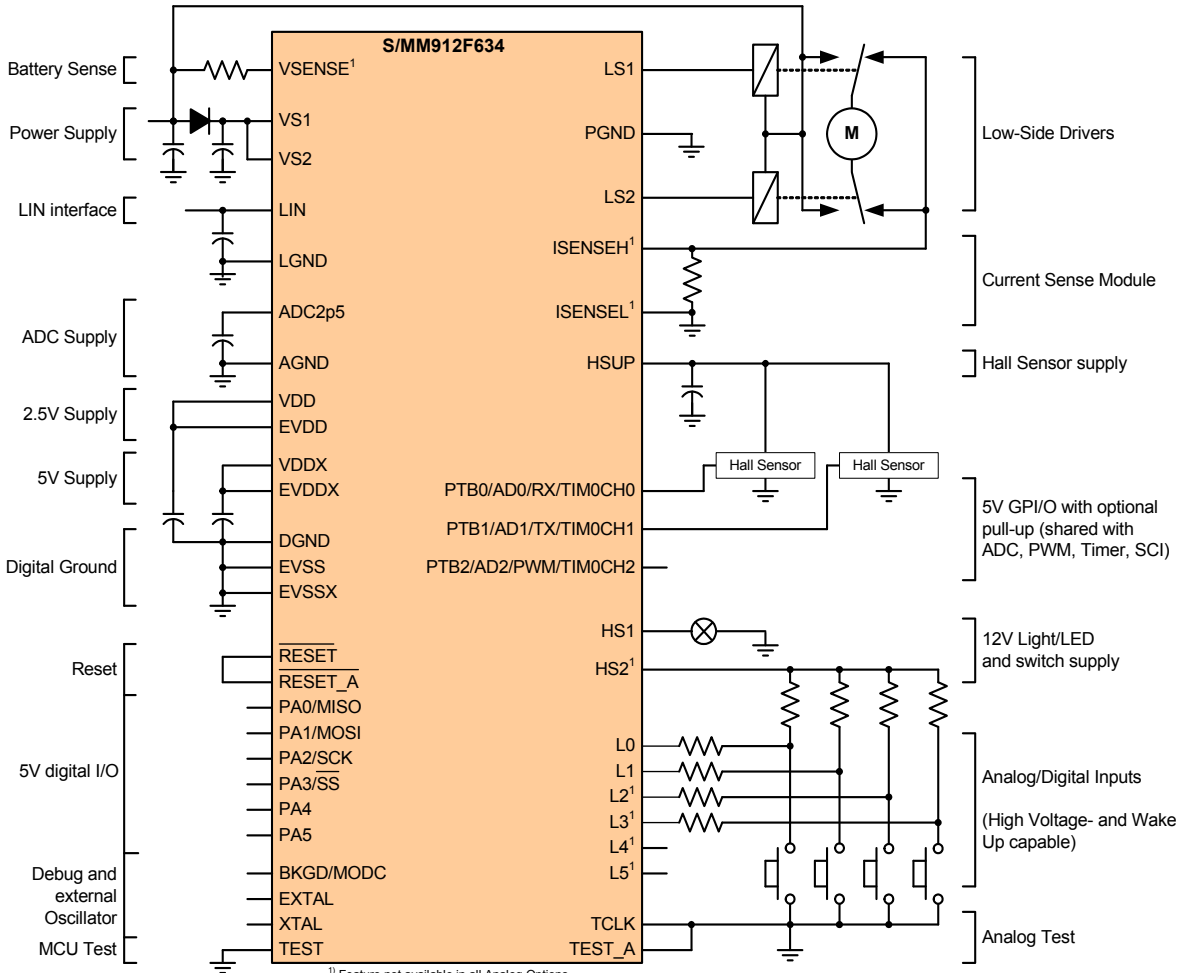 S/MM912F634
Battery Sense
Power Supply
LIN interface
ADC Supply
2.5V Supply
5V Supply
Digital Ground
Reset
5V digital I/O
Debug and
external
Oscillator
MCU Test
VSENSE¹
VS1
VS2
LIN
LGND
ADC2p5
AGND
VDD
EVDD
VDDX
EVDDX
DGND
EVSS
EVSSX
RESET
RESET_A
PA0/MISO
PA1/MOSI
PA2/SCK
PA3/SS
PA4
PA5
BKGD/MODC
EXTAL
XTAL
TEST
LS1
PGND
LS2
ISENSEH¹
ISENSEL¹
HSUP
PTB0/AD0/RX/TIM0CH0
PTB1/AD1/TX/TIM0CH1
PTB2/AD2/PWM/TIM0CH2
HS1
HS2¹
L0
L1
L2¹
L3¹
L4¹
L5¹
TCLK
TEST_A
M
Hall Sensor
Hall Sensor
Low-Side Drivers
Current Sense Module
Hall Sensor supply
5V GPI/O with optional
pull-up (shared with
ADC, PWM, Timer, SCI)
12V Light/LED
and switch supply
Analog/Digital Inputs
(High Voltage- and Wake
Up capable)
Analog Test
¹⁾ Feature not available in all Analog Options